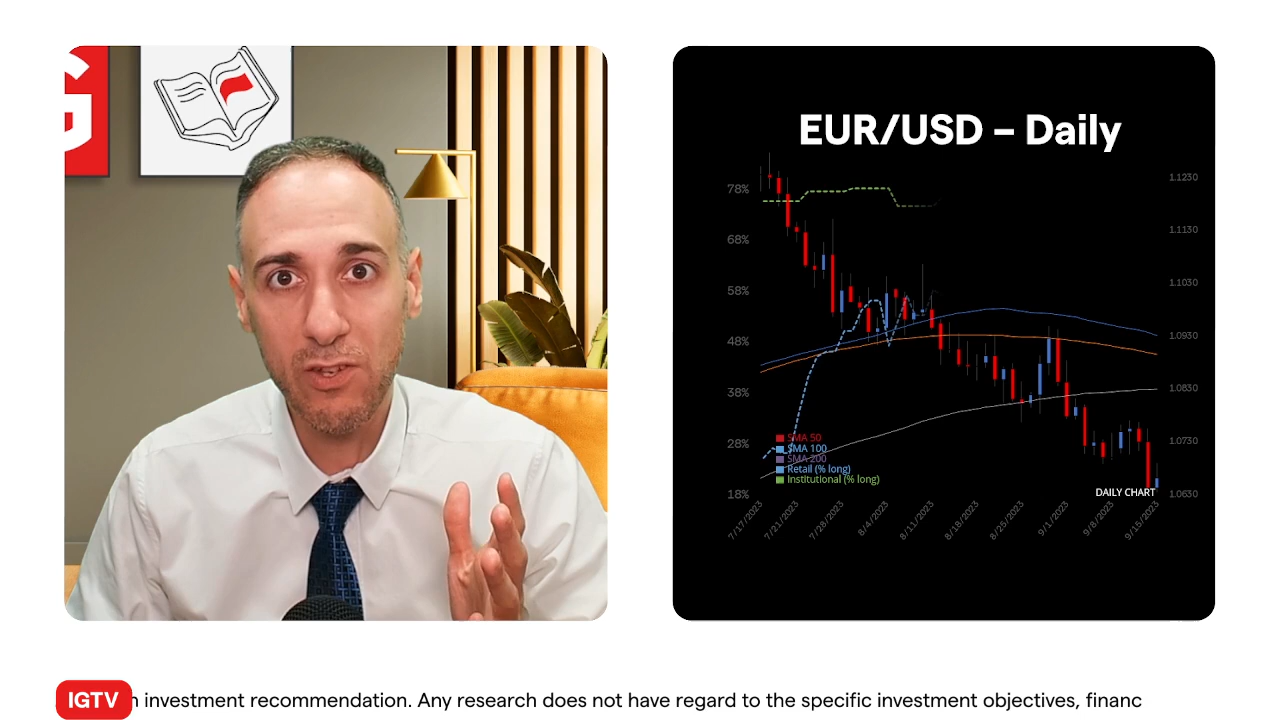 G
EUR/USD – Daily
78%
68%
58%
48%
38%
28%
18%
1.1230
1.1130
1.1030
1.0930
1.0830
1.0730
1.0630
SMA 50
SMA 100
SMA 200
Retail (% long)
Institutional (% long)
DAILY CHART
7/17/2023
7/21/2023
7/28/2023
8/4/2023
8/11/2023
8/18/2023
8/25/2023
9/1/2023
9/8/2023
9/15/2023
IGTV investment recommendation. Any research does not have regard to the specific investment objectives, financ